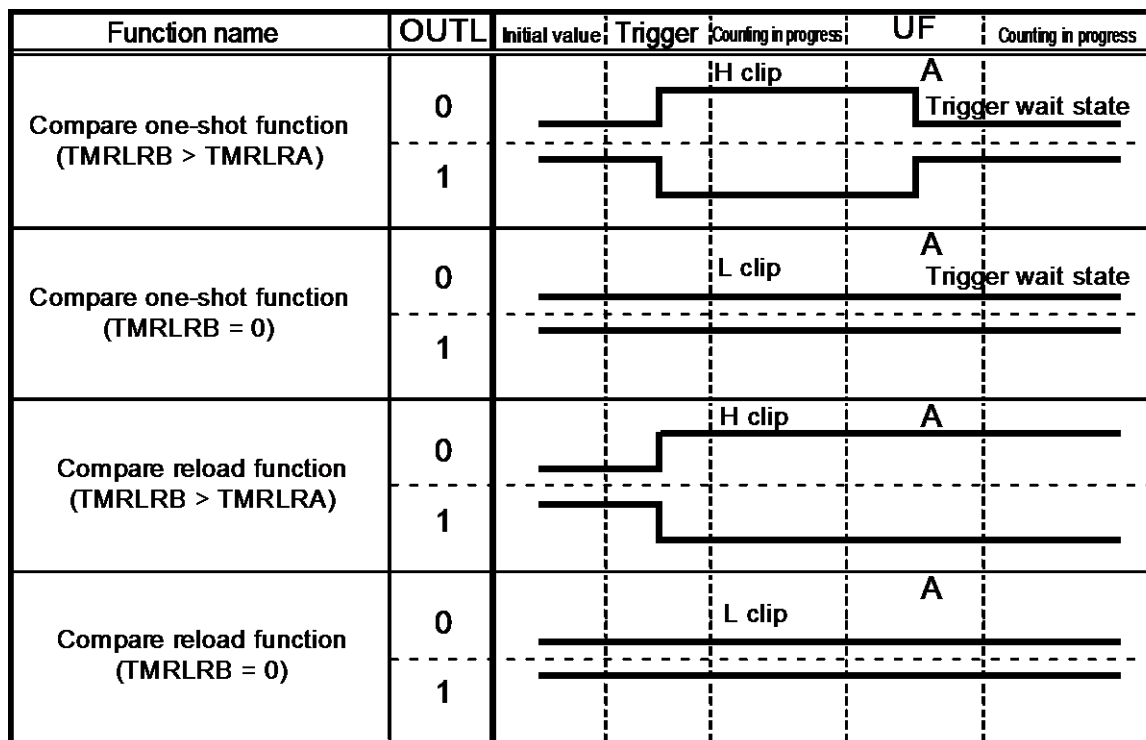 Function name OUTL Initial value Trigger Counting in progress UF Counting in progress
Compare one-shot function
(TMRLRB > TMRLRA)
0
1
H clip
A
Trigger wait state
Compare one-shot function
(TMRLRB = 0)
0
1
L clip
A
Trigger wait state
Compare reload function
(TMRLRB > TMRLRA)
0
1
H clip
A
Compare reload function
(TMRLRB = 0)
0
1
L clip
A